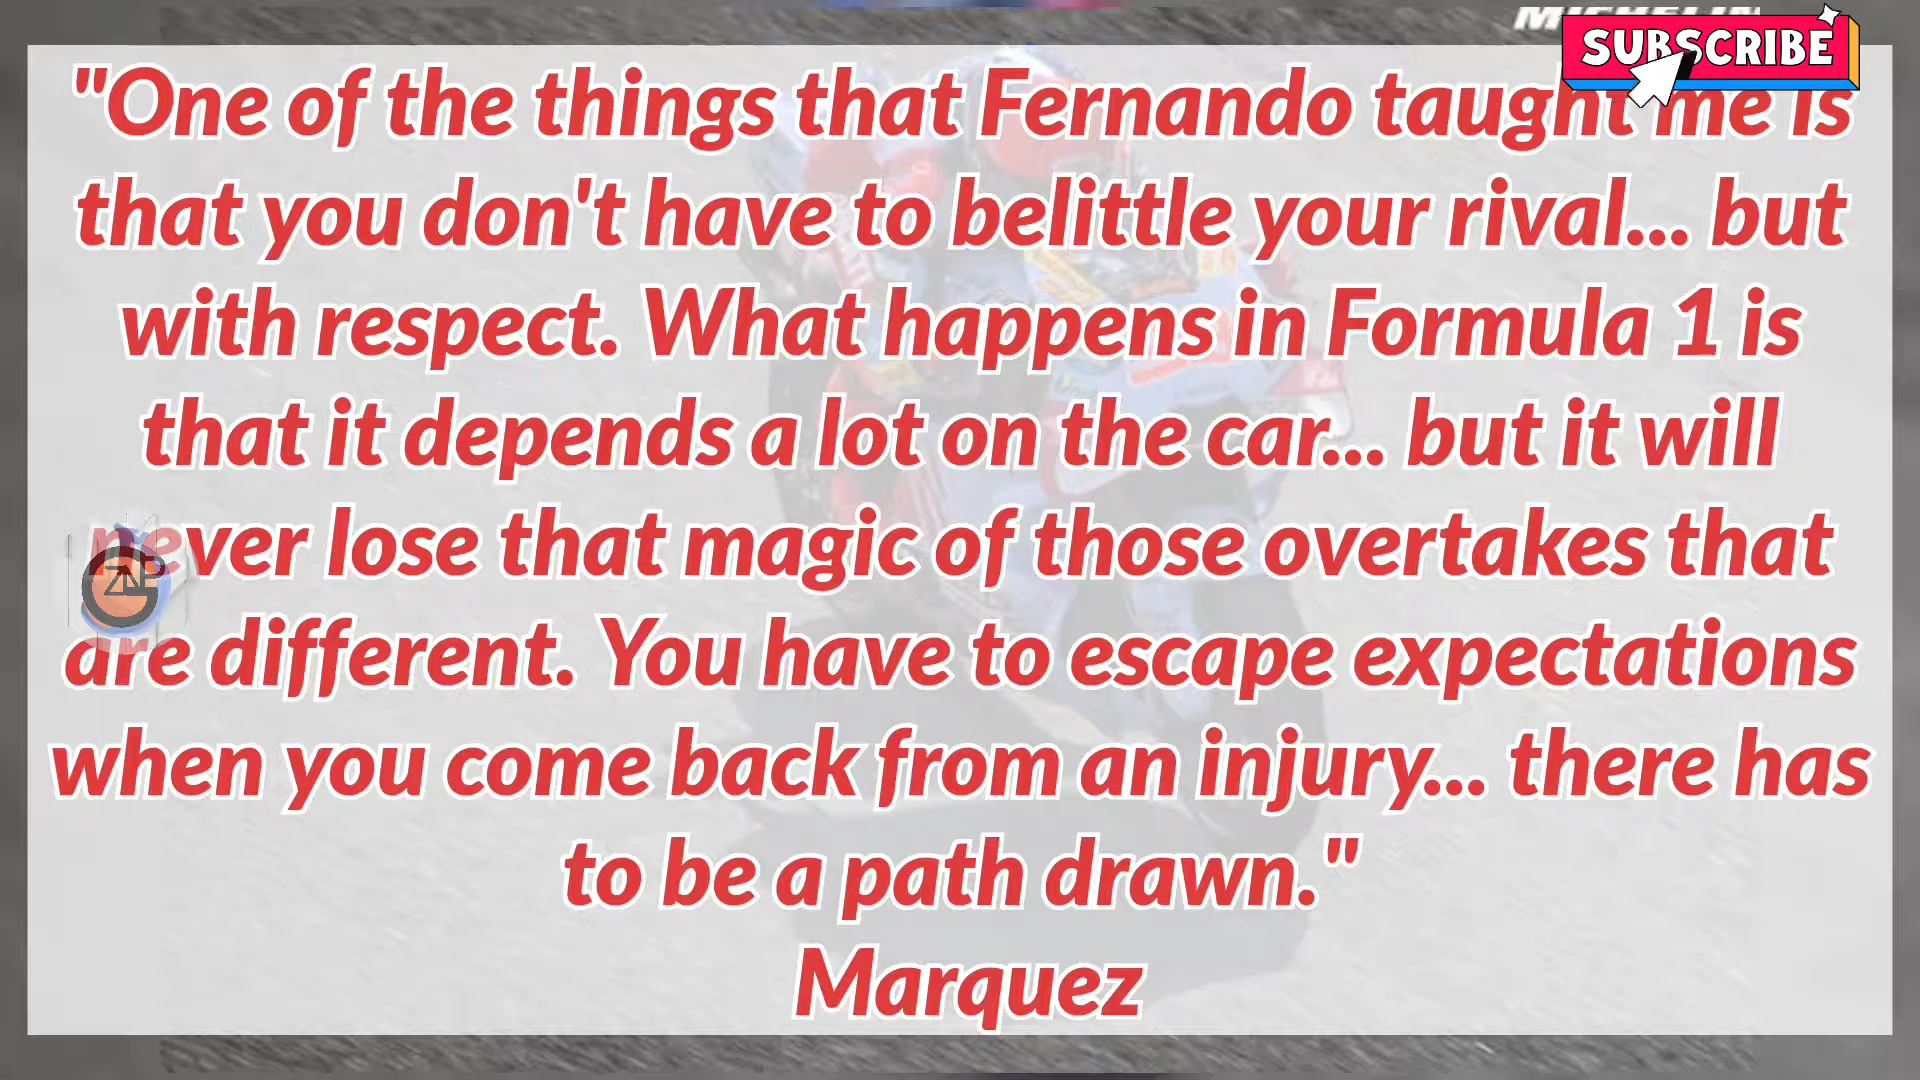 MICHELIN
SUBSCRIBE
"One of the things that Fernando taught me is
that you don't have to belittle your rival... but
with respect. What happens in Formula 1 is
that it depends a lot on the car... but it will
never lose that magic of those overtakes that
are different. You have to escape expectations
when you come back from an injury... there has
to be a path drawn."
Marquez